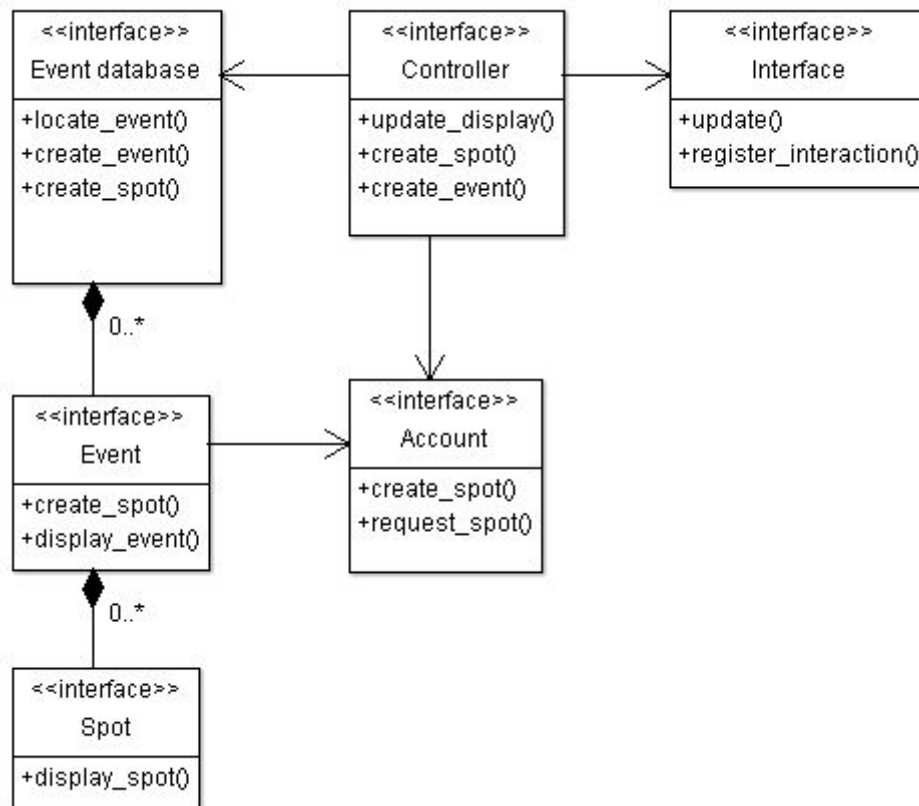 <<interface>>
Event database
+locate_event()
+create_event()
+create_spot()
<<interface>>
Controller
+update_display()
+create_spot()
+create_event()
<<interface>>
Interface
+update()
+register_interaction()
0..*
<<interface>>
Event
+create_spot()
+display_event()
<<interface>>
Account
+create_spot()
+request_spot()
0..*
<<interface>>
Spot
+display_spot()